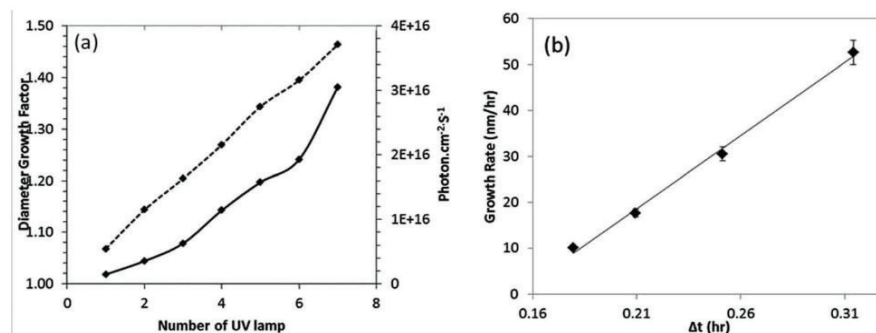 (a)
1.50
1.40
1.30
1.20
1.10
1.00
Diameter Growth Factor
0
2
4
6
8
Number of UV lamp
4E+16
3E+16
2E+16
1E+16
0
Photon.cm-2.S-1
(b)
60
50
40
30
20
10
0
Growth Rate (nm/hr)
0.16
0.21
0.26
0.31
Δt (hr)